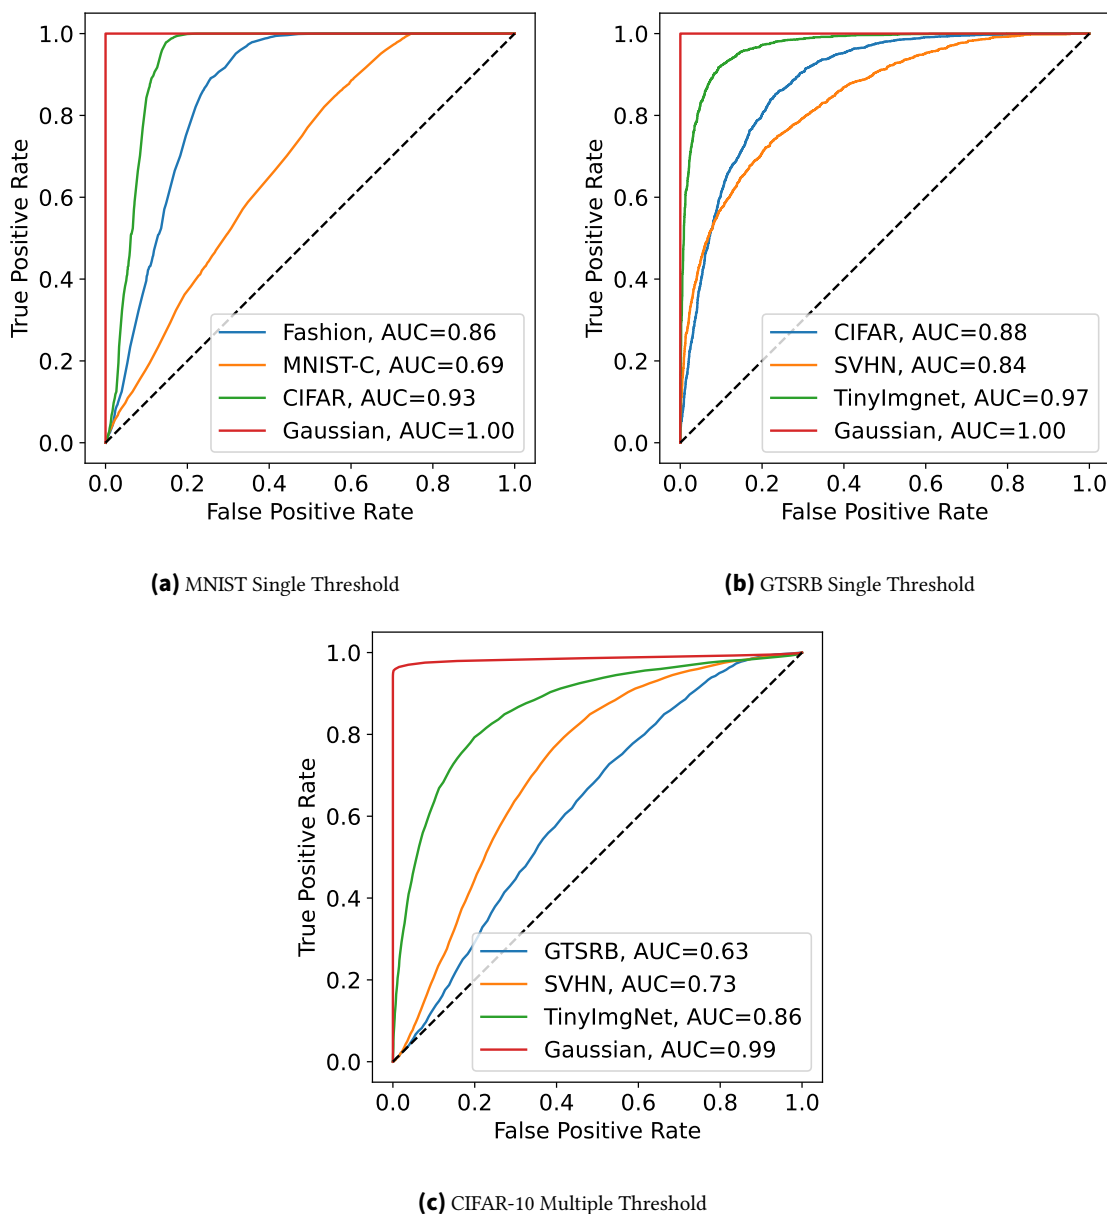 1.0
0.8
0.6
0.4
0.2
0.0
True Positive Rate
Fashion, AUC=0.86
MNIST-C, AUC=0.69
CIFAR, AUC=0.93
Gaussian, AUC=1.00
0.0 0.2 0.4 0.6 0.8 1.0
False Positive Rate
(a) MNIST Single Threshold
1.0
0.8
0.6
0.4
0.2
0.0
True Positive Rate
CIFAR, AUC=0.88
SVHN, AUC=0.84
TinyImgnet, AUC=0.97
Gaussian, AUC=1.00
0.0 0.2 0.4 0.6 0.8 1.0
False Positive Rate
(b) GTSRB Single Threshold
1.0
0.8
0.6
0.4
0.2
0.0
True Positive Rate
GTSRB, AUC=0.63
SVHN, AUC=0.73
TinyImgNet, AUC=0.86
Gaussian, AUC=0.99
0.0 0.2 0.4 0.6 0.8 1.0
False Positive Rate
(c) CIFAR-10 Multiple Threshold